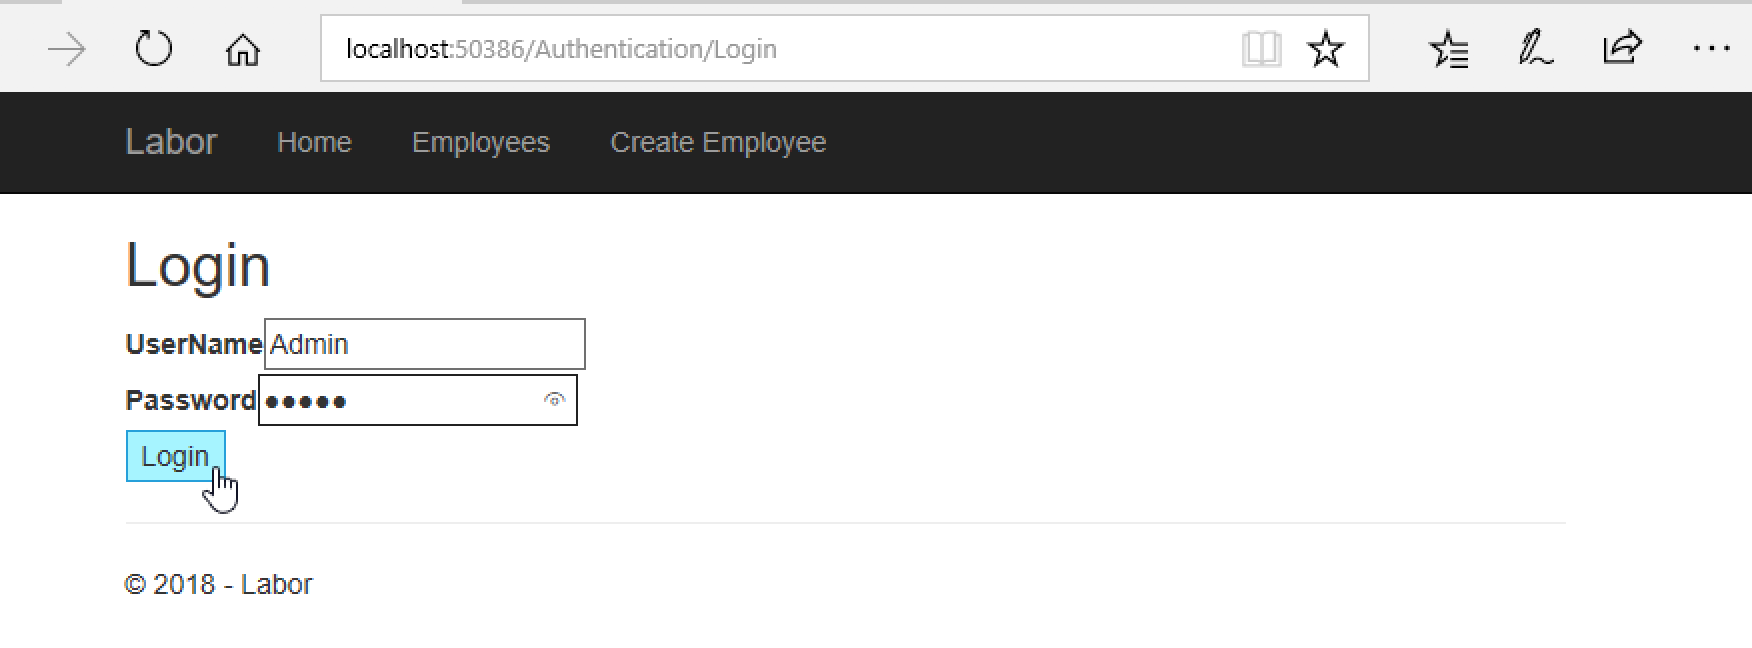 localhost:50386/Authentication/Login
Labor Home Employees Create Employee
Login
UserName Admin
Password •••••
Login
© 2018 - Labor